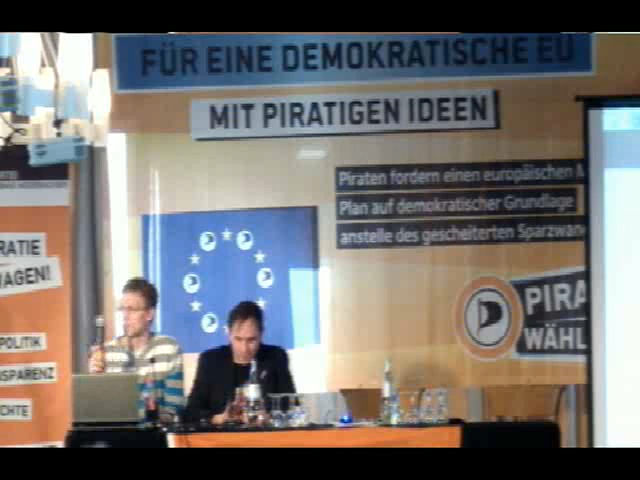 FÜR EINE DEMOKRATISCHE EU
MIT PIRATIGEN IDEEN
Piraten fordern einen europäischen M
Plan auf demokratischer Grundlage
anstelle des gescheiterten Sparzwan
PIRA
WÄHL
RATIE
WAGEN!
POLITIK
SPARENZ
CHTE